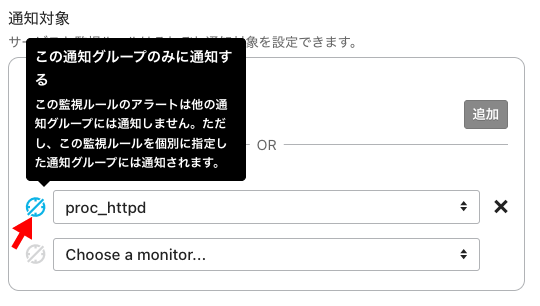 通知対象
この通知グループのみに通知す
る
この監視ルールのアラートは他の通
知グループには通知しません。ただ
し、この監視ルールを個別に指定し
た通知グループには通知されます。
対象を設定できます。
追加
OR
proc_httpd
Choose a monitor...